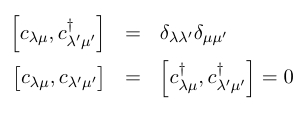 [c_{λμ}, c†_{λ′μ′}] = δ_{λλ′}δ_{μμ′}
[c_{λμ}, c_{λ′μ′}] = [c†_{λμ}, c†_{λ′μ′}] = 0